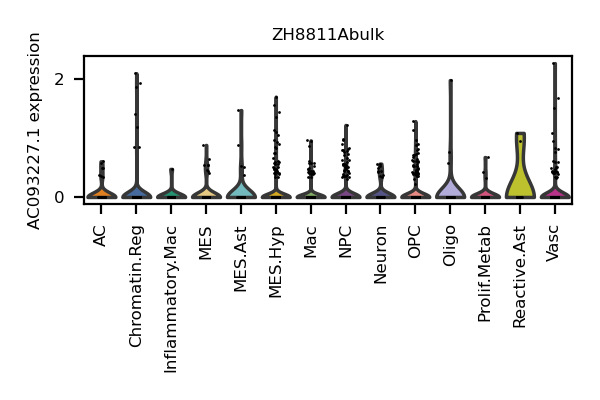 ZH8811Abulk
AC093227.1 expression
2
0
AC
Chromatin.Reg
Inflammatory.Mac
MES
MES.Ast
MES.Hyp
Mac
NPC
Neuron
OPC
Oligo
Prolif.Metab
Reactive.Ast
Vasc